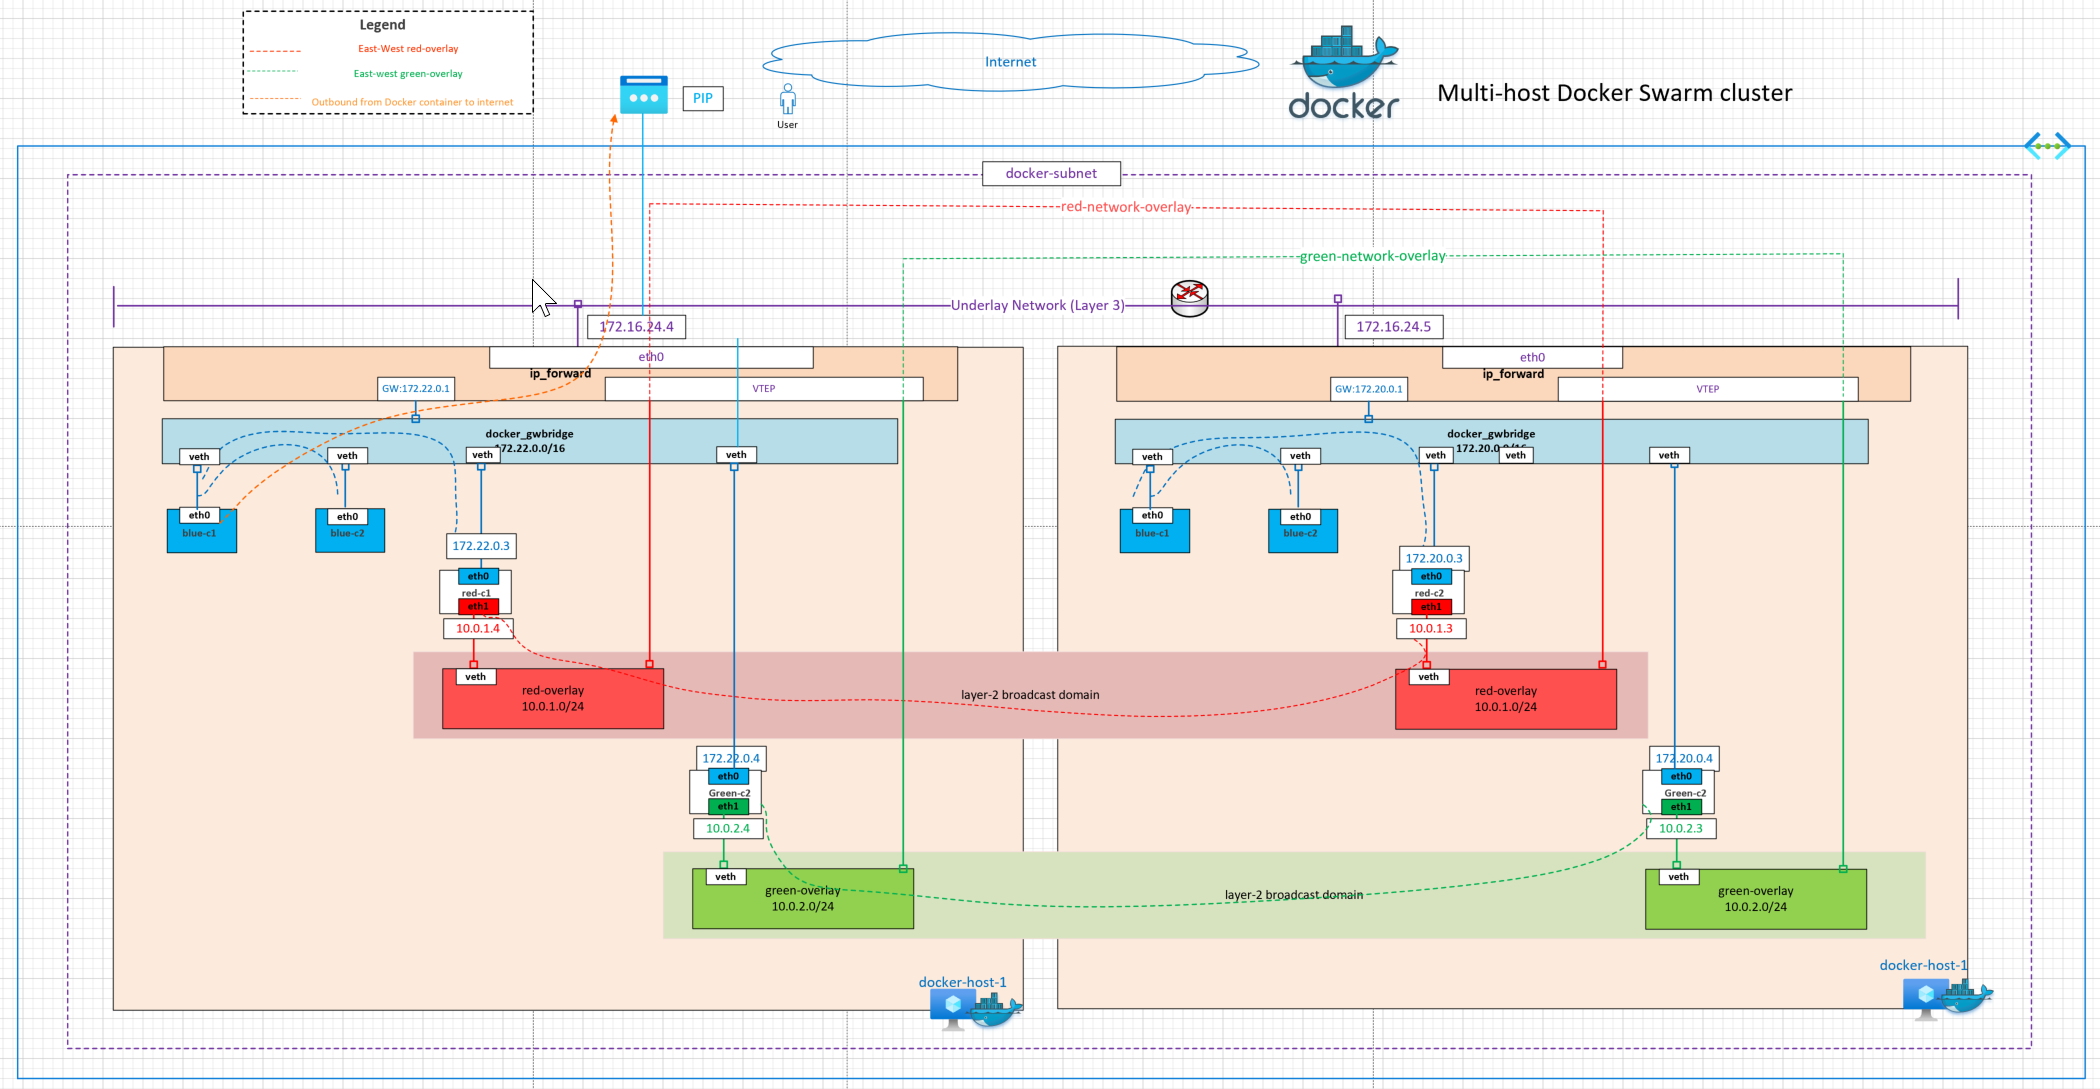 Legend
East-West red-overlay
East-west green-overlay
Outbound from Docker container to internet
PIP
User
Internet
docker
Multi-host Docker Swarm cluster
docker-subnet
red-network-overlay
green-network-overlay
Underlay Network (Layer 3)
172.16.24.4
172.16.24.5
eth0
ip_forward
GW:172.22.0.1
VTEP
docker_gwbridge
172.22.0.0/16
veth
veth
veth
veth
eth0
blue-c1
eth0
blue-c2
172.22.0.3
eth0
red-c1
eth1
10.0.1.4
veth
red-overlay
10.0.1.0/24
layer-2 broadcast domain
172.22.0.4
eth0
Green-c2
eth1
10.0.2.4
veth
green-overlay
10.0.2.0/24
layer-2 broadcast domain
docker-host-1
eth0
ip_forward
GW:172.20.0.1
VTEP
docker_gwbridge
172.20.0.0/16
veth
veth
veth
veth
veth
eth0
blue-c1
eth0
blue-c2
172.20.0.3
eth0
red-c2
eth1
10.0.1.3
veth
red-overlay
10.0.1.0/24
172.20.0.4
eth0
Green-c2
eth1
10.0.2.3
veth
green-overlay
10.0.2.0/24
docker-host-1